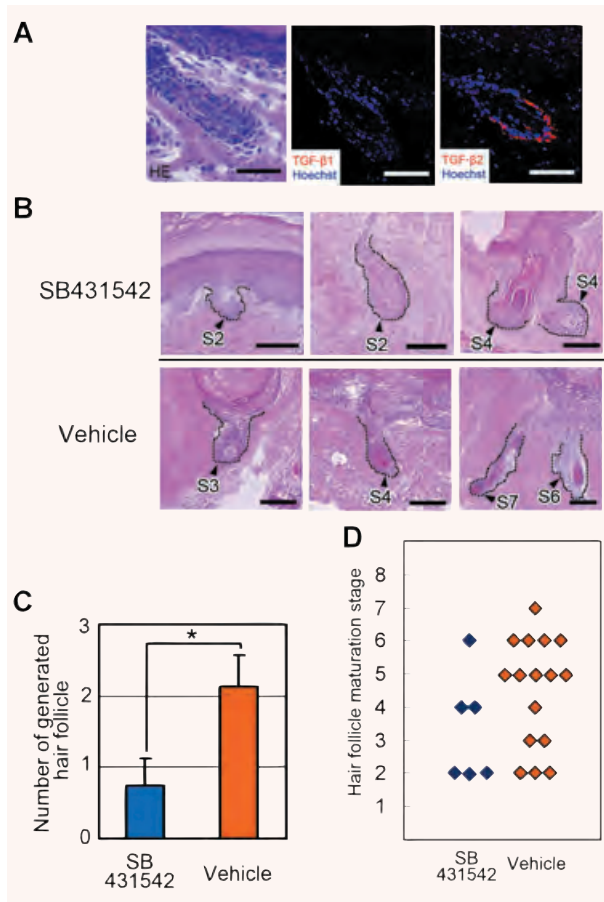 A
HE
TGF-β1
Hoechst
TGF-β2
Hoechst
B
SB431542
S2
S2
S4
S4
Vehicle
S3
S4
S7
S6
C
Number of generated
hair follicle
3
2
1
0
*
SB
431542
Vehicle
D
Hair follicle maturation stage
8
7
6
5
4
3
2
1
SB
431542
Vehicle